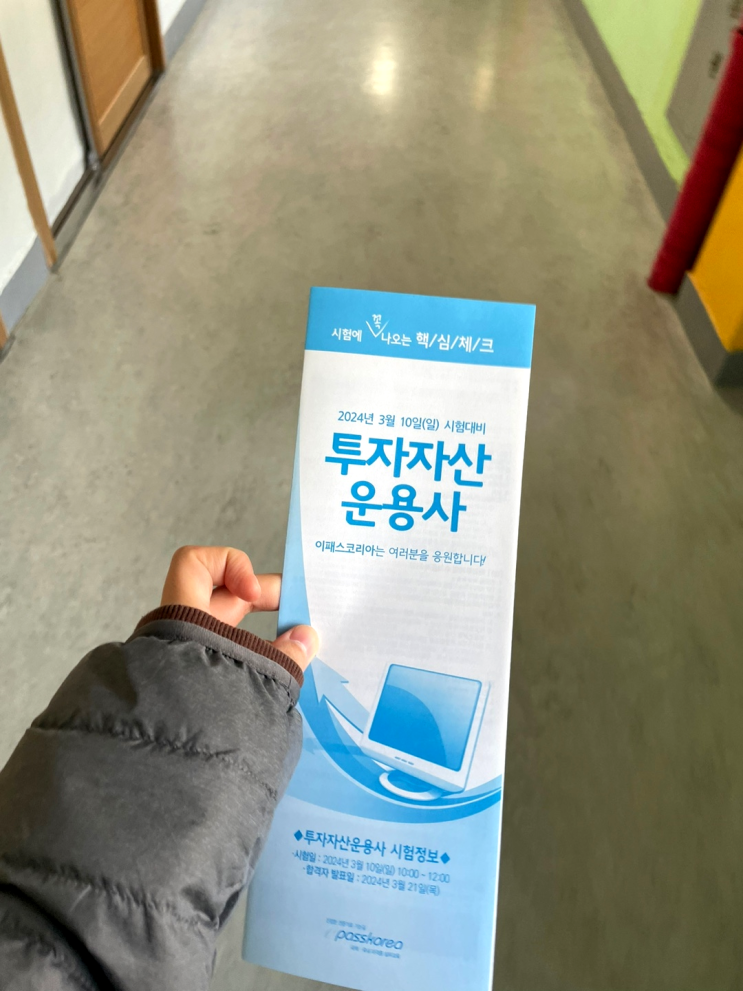 시험에 꼭 나오는 핵/심/체/크
2024년 3월 10일(일) 시험대비
투자자산
운용사
이패스코리아는 여러분을 응원합니다!
◆투자자산운용사 시험정보◆
·시험일 : 2024년 3월 10일(일) 10:00 ~ 12:00
·합격자 발표일 : 2024년 3월 21일(목)
passkorea